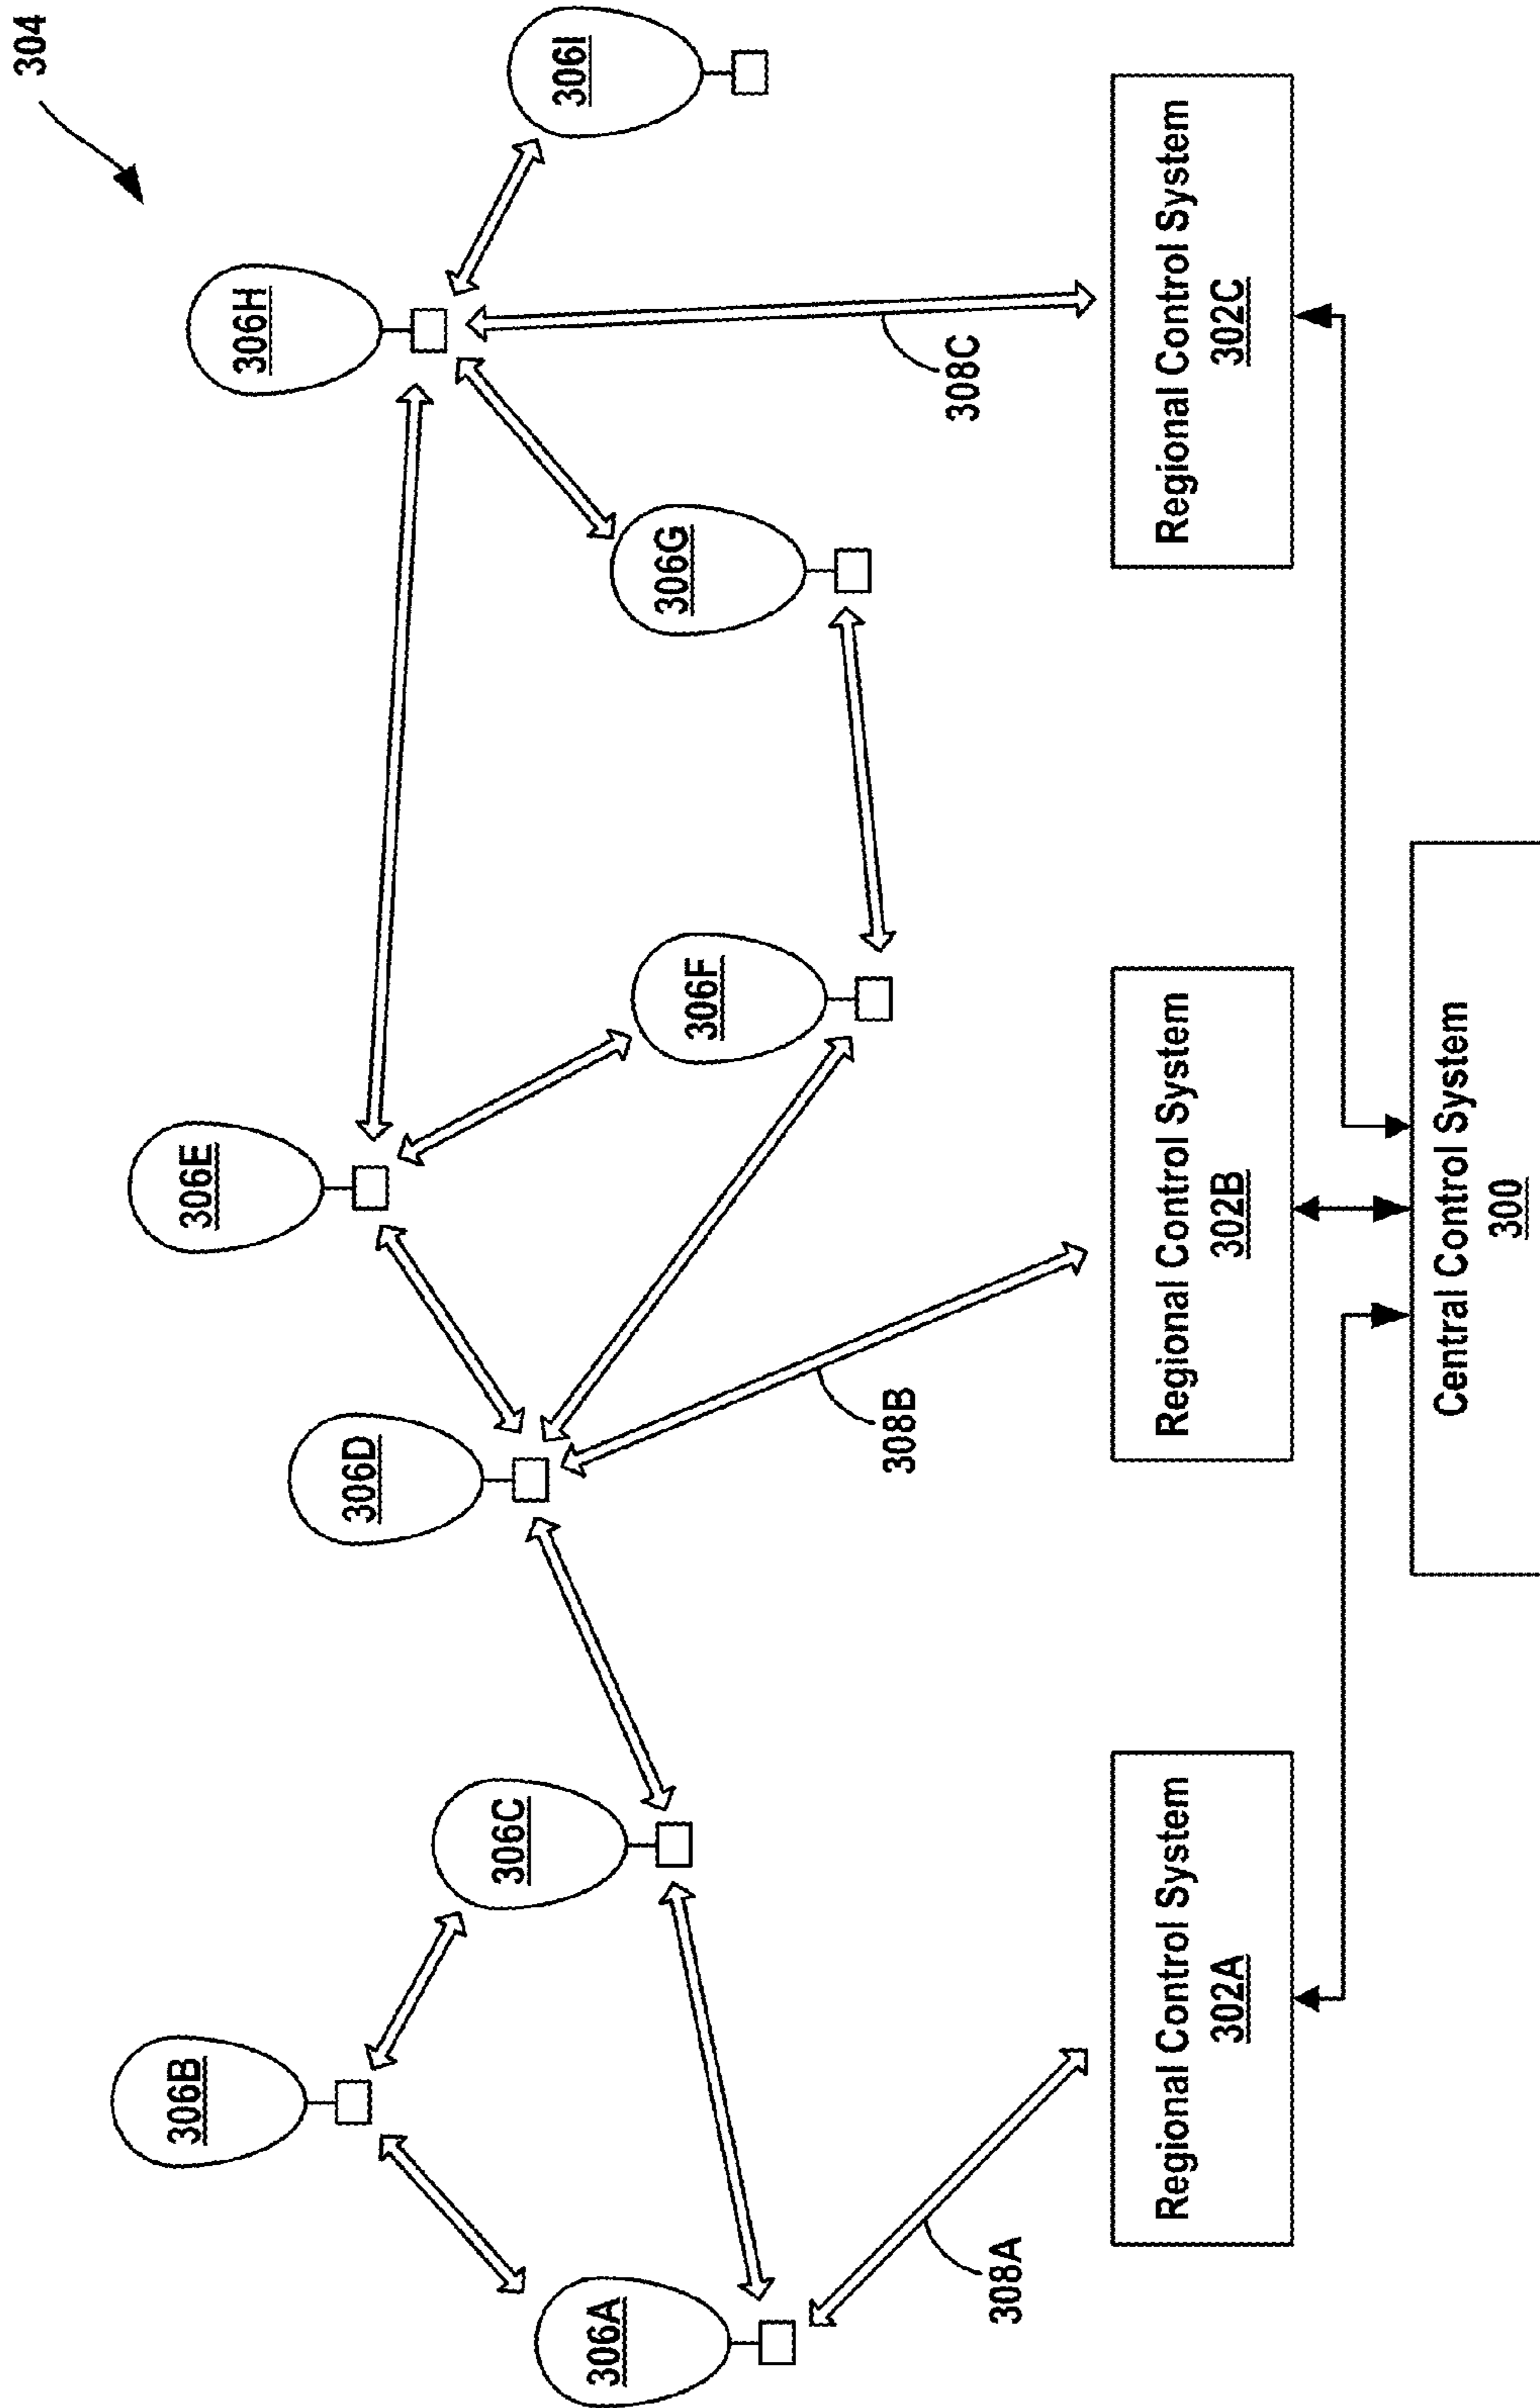 304
306B
306E
306H
306D
306C
306A
306F
306G
306I
308A
308B
308C
Regional Control System
302A
Regional Control System
302B
Regional Control System
302C
Central Control System
300